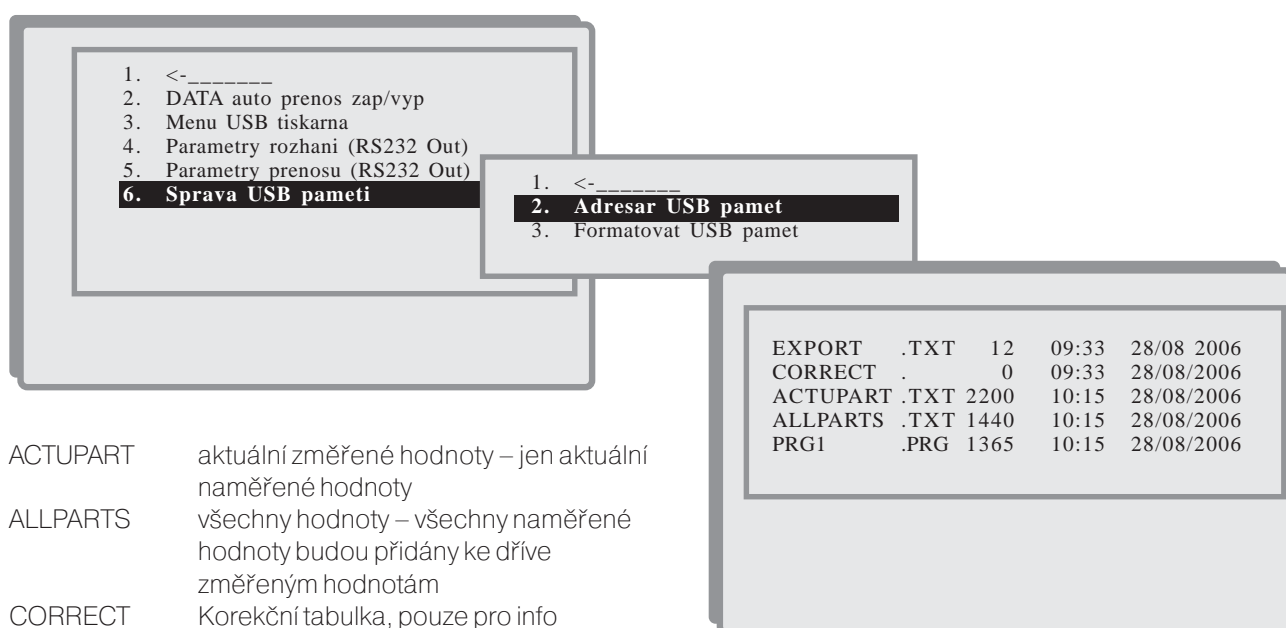 1. <-_______
2. DATA auto prenos zap/vyp
3. Menu USB tiskarna
4. Parametry rozhani (RS232 Out)
5. Parametry prenosu (RS232 Out)
6. Sprava USB pameti
1. <-_______
2. Adresar USB pamet
3. Formatovat USB pamet
EXPORT .TXT 12 09:33 28/08 2006
CORRECT . 0 09:33 28/08/2006
ACTUPART .TXT 2200 10:15 28/08/2006
ALLPARTS .TXT 1440 10:15 28/08/2006
PRG1 .PRG 1365 10:15 28/08/2006
ACTUPART aktuální změřené hodnoty – jen aktuální
naměřené hodnoty
ALLPARTS všechny hodnoty – všechny naměřené
hodnoty budou přidány ke dříve
změřeným hodnotám
CORRECT Korekční tabulka, pouze pro info